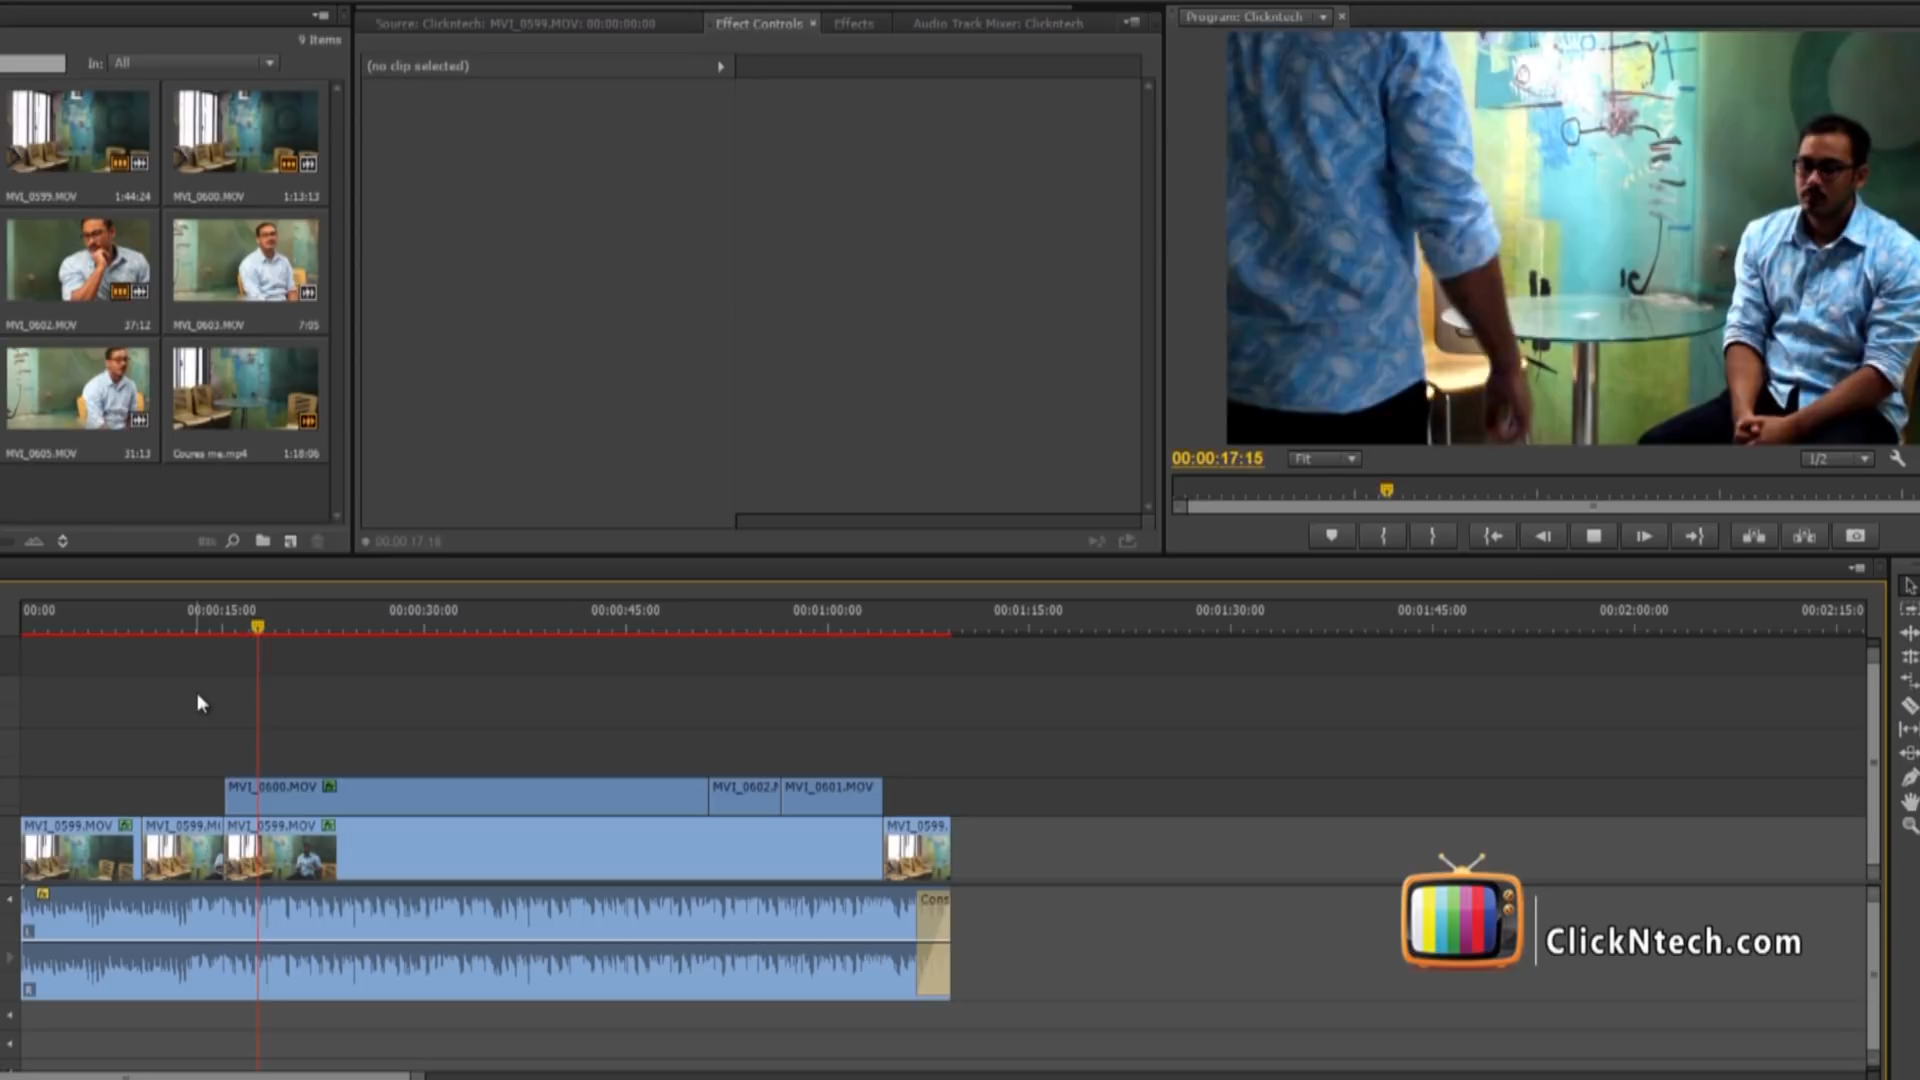 Source: Clickntech: MVI_0599.MOV: 00:00:00:00
Effect Controls
Effects
Audio Track Mixer: Clickntech
Program: Clickntech
9 Items
In: All
(no clip selected)
MVI_0599.MOV 1:44:24
MVI_0600.MOV 1:13:13
MVI_0602.MOV 37:12
MVI_0603.MOV 7:05
MVI_0605.MOV 31:13
Coures me.mp4 1:18:06
00:00:17:15
Fit
1/2
00:00:17:18
00:00
00:00:15:00
00:00:30:00
00:00:45:00
00:01:00:00
00:01:15:00
00:01:30:00
00:01:45:00
00:02:00:00
00:02:15:0
MVI_0600.MOV
MVI_0602.M
MVI_0601.MOV
MVI_0599.MOV
MVI_0599.M
MVI_0599.MOV
MVI_0599.
Cons
L
R
ClickNtech.com